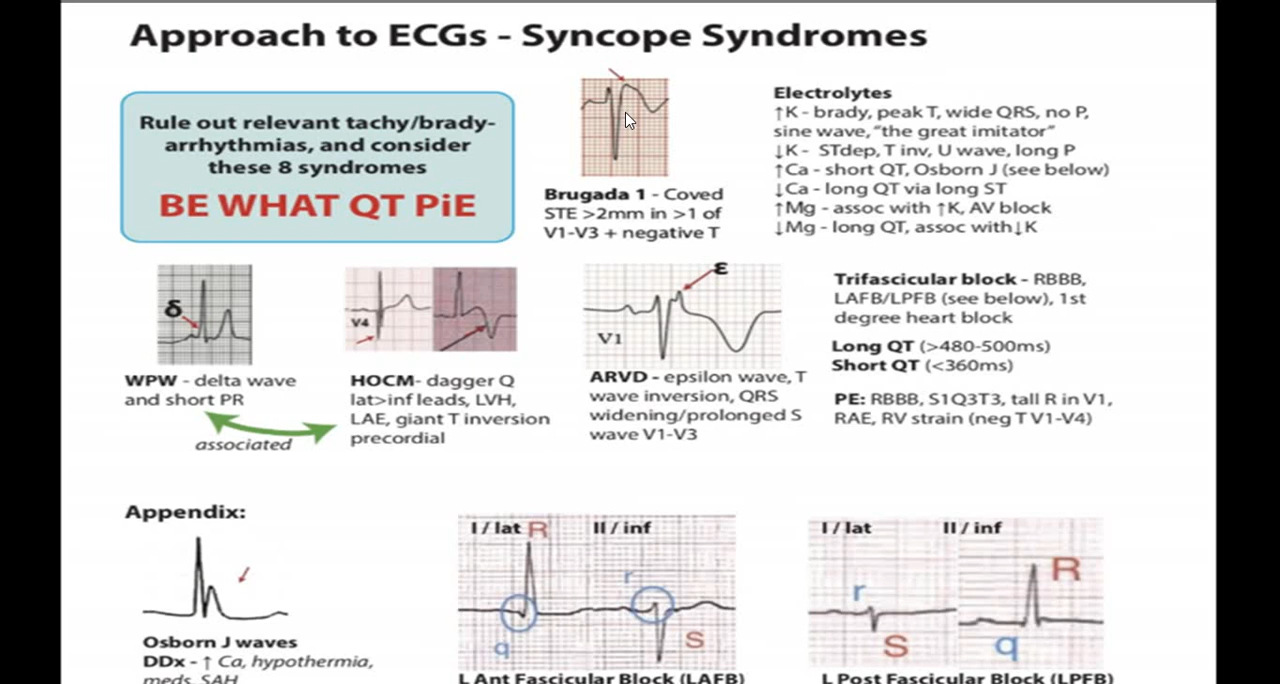 Approach to ECGs - Syncope Syndromes
Rule out relevant tachy/brady-
arrhythmias, and consider
these 8 syndromes
BE WHAT QT PiE
Brugada 1 - Coved
STE >2mm in >1 of
V1-V3 + negative T
Electrolytes
↑K - brady, peak T, wide QRS, no P,
sine wave, "the great imitator"
↓K - STdep, T inv, U wave, long P
↑Ca - short QT, Osborn J (see below)
↓Ca - long QT via long ST
↑Mg - assoc with ↑K, AV block
↓Mg - long QT, assoc with↓K
δ
WPW - delta wave
and short PR
associated
V4
HOCM- dagger Q
lat>inf leads, LVH,
LAE, giant T inversion
precordial
ε
V1
ARVD - epsilon wave, T
wave inversion, QRS
widening/prolonged S
wave V1-V3
Trifascicular block - RBBB,
LAFB/LPFB (see below), 1st
degree heart block
Long QT (>480-500ms)
Short QT (<360ms)
PE: RBBB, S1Q3T3, tall R in V1,
RAE, RV strain (neg T V1-V4)
Appendix:
Osborn J waves
DDx - ↑ Ca, hypothermia,
meds, SAH
I / lat R II / inf
r
q S
L Ant Fascicular Block (LAFB)
I / lat II / inf
r R
S q
L Post Fascicular Block (LPFB)